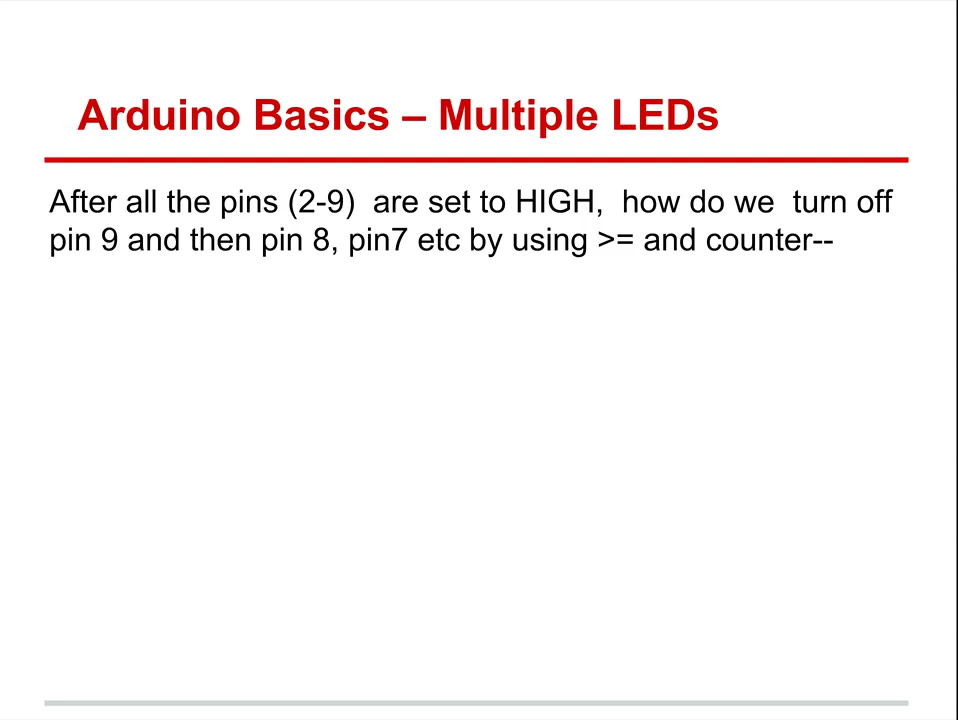 Arduino Basics – Multiple LEDs
After all the pins (2-9)  are set to HIGH,  how do we  turn off
pin 9 and then pin 8, pin7 etc by using >= and counter--